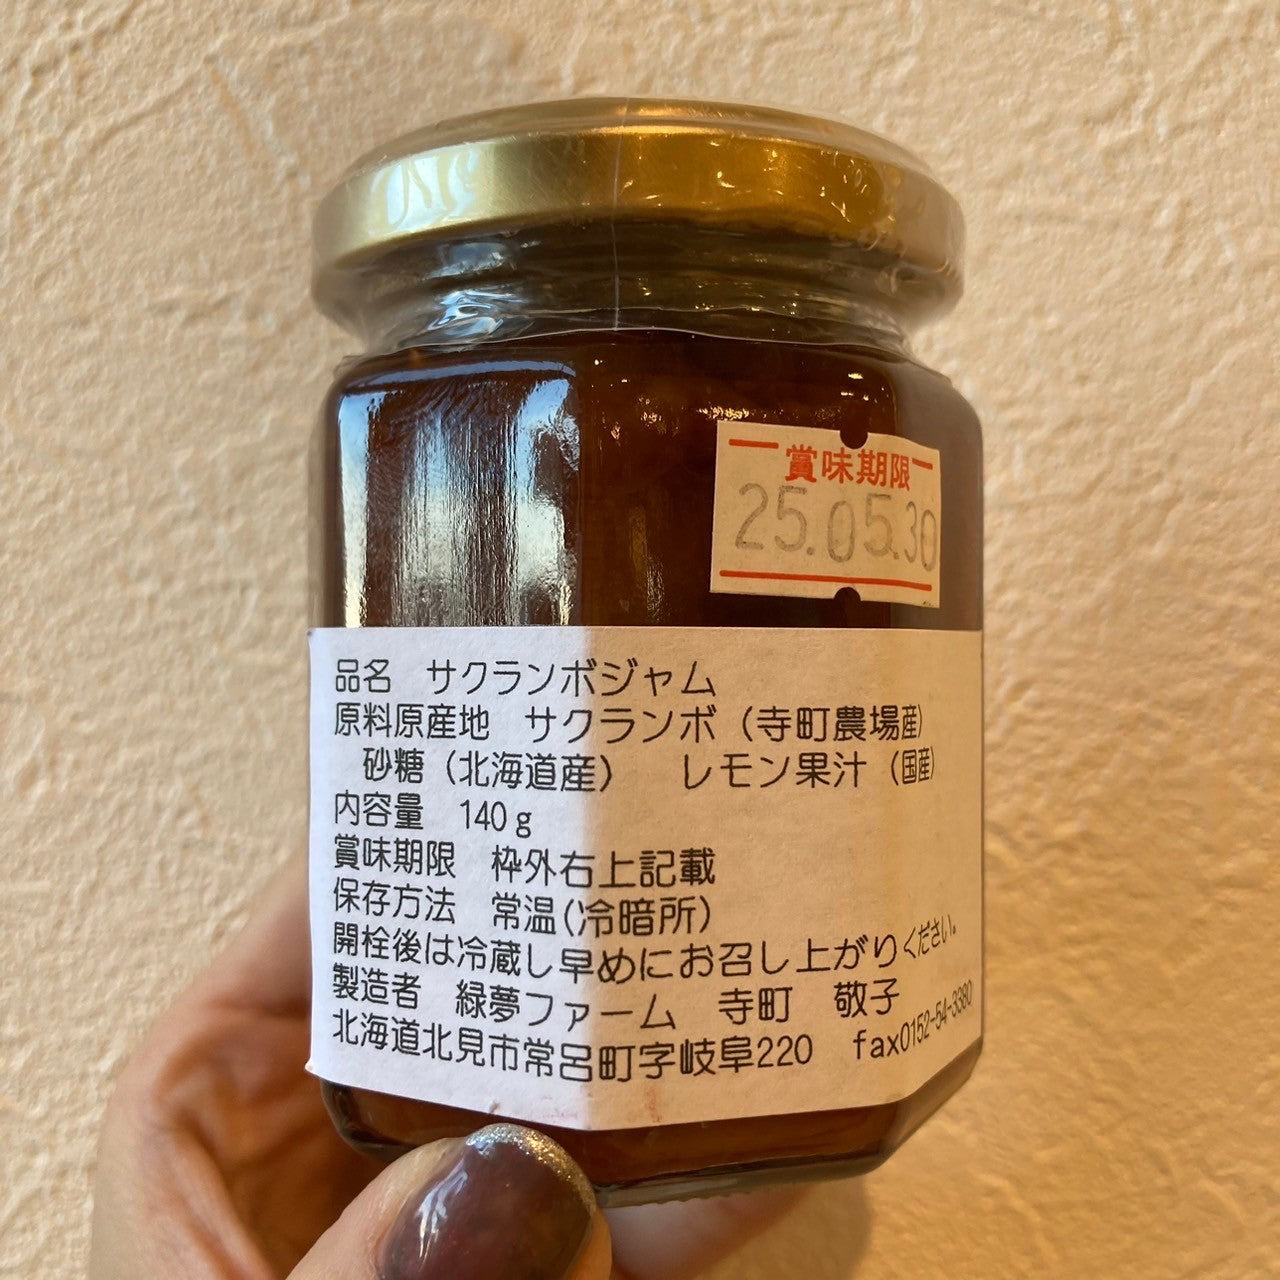 賞味期限
25.05.30
品名　サクランボジャム
原料原産地　サクランボ（寺町農場産）
砂糖（北海道産）　レモン果汁（国産）
内容量　140g
賞味期限　枠外右上記載
保存方法　常温(冷暗所)
開栓後は冷蔵し早めにお召し上がりください。
製造者　緑夢ファーム　寺町　敬子
北海道北見市常呂町字岐阜220　fax0152-54-3380